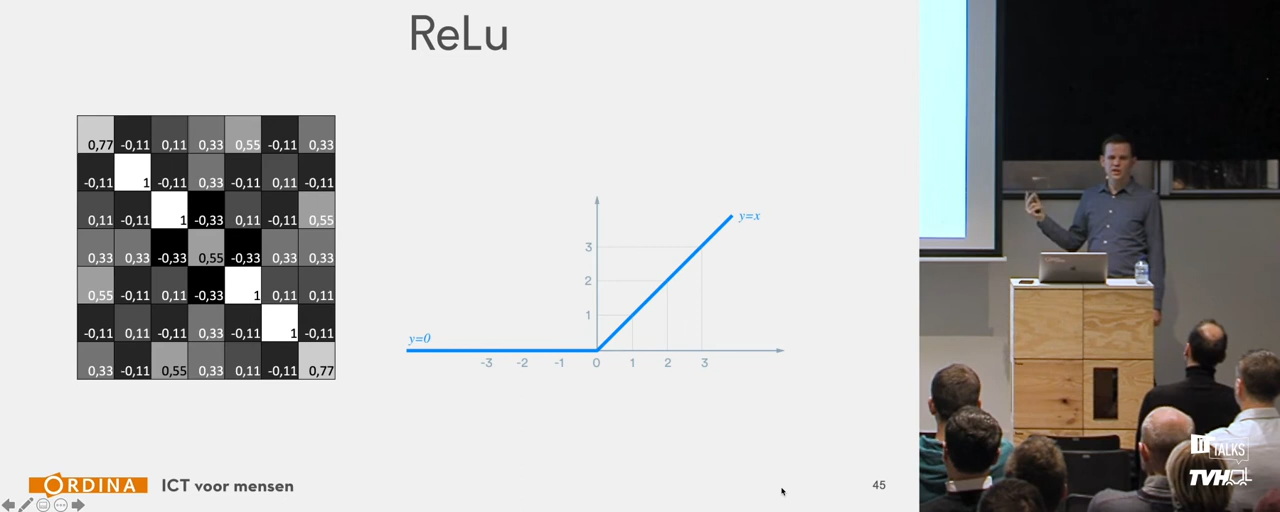 ReLu
0,77 -0,11 0,11 0,33 0,55 -0,11 0,33
-0,11 1 -0,11 0,33 -0,11 0,11 -0,11
0,11 -0,11 1 -0,33 0,11 -0,11 0,55
0,33 0,33 -0,33 0,55 -0,33 0,33 0,33
0,55 -0,11 0,11 -0,33 1 0,11 0,11
-0,11 0,11 -0,11 0,33 -0,11 1 -0,11
0,33 -0,11 0,55 0,33 0,11 -0,11 0,77
y=x
3
2
1
y=0
-3 -2 -1 0 1 2 3
ORDINA ICT voor mensen
45
IT TALKS
TVH